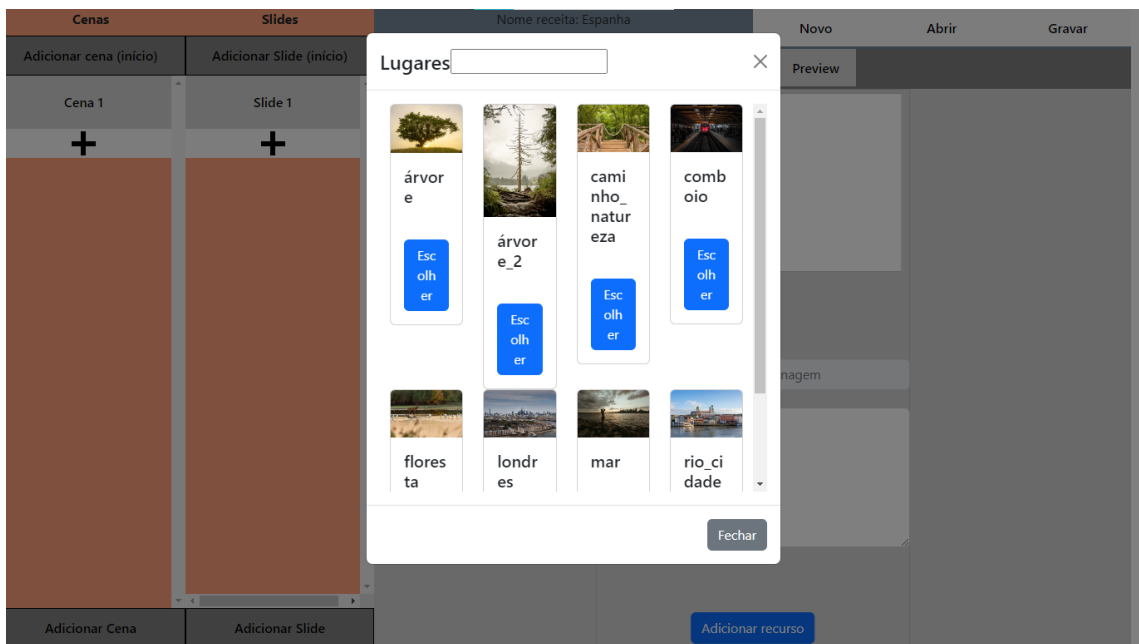 Cenas
Slides
Nome receita: Espanha
Novo
Abrir
Gravar
Adicionar cena (início)
Adicionar Slide (início)
Preview
Cena 1
Slide 1
Lugares
árvor
e
Esc
olh
er
árvor
e_2
Esc
olh
er
cami
nho_
natur
eza
Esc
olh
er
comb
oio
Esc
olh
er
flores
ta
londr
es
mar
rio_ci
dade
Fechar
nagem
Adicionar Cena
Adicionar Slide
Adicionar recurso